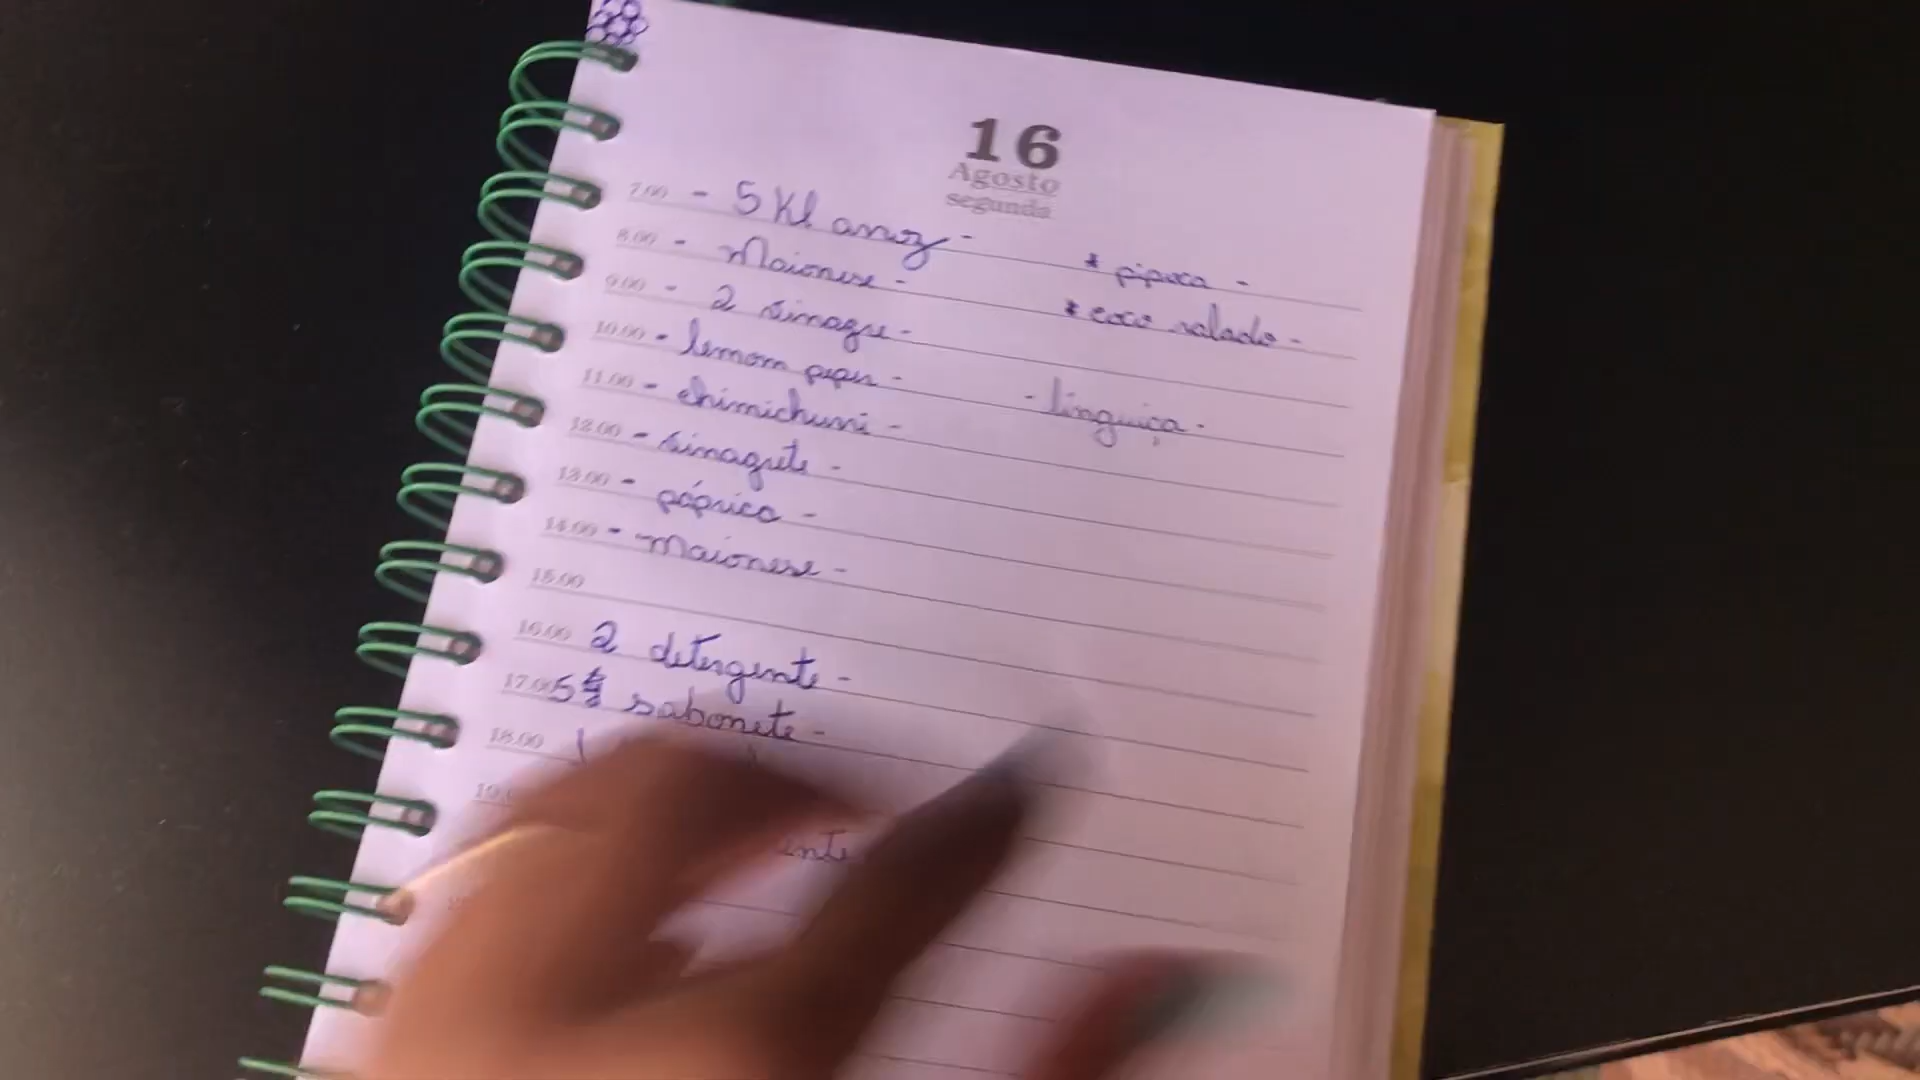 16
Agosto
segunda
7.00 - 5 Kl arroz -
* pipoca -
8.00 - Maionese -
* coco ralado -
9.00 - 2 vinagre -
10.00 - lemom peper -
- linguiça -
11.00 - chimichurri -
12.00 - vinagrete -
13.00 - páprica -
14.00 - Maionese -
15.00
16.00 2 detergente -
17.00 5 sabonete -
18.00